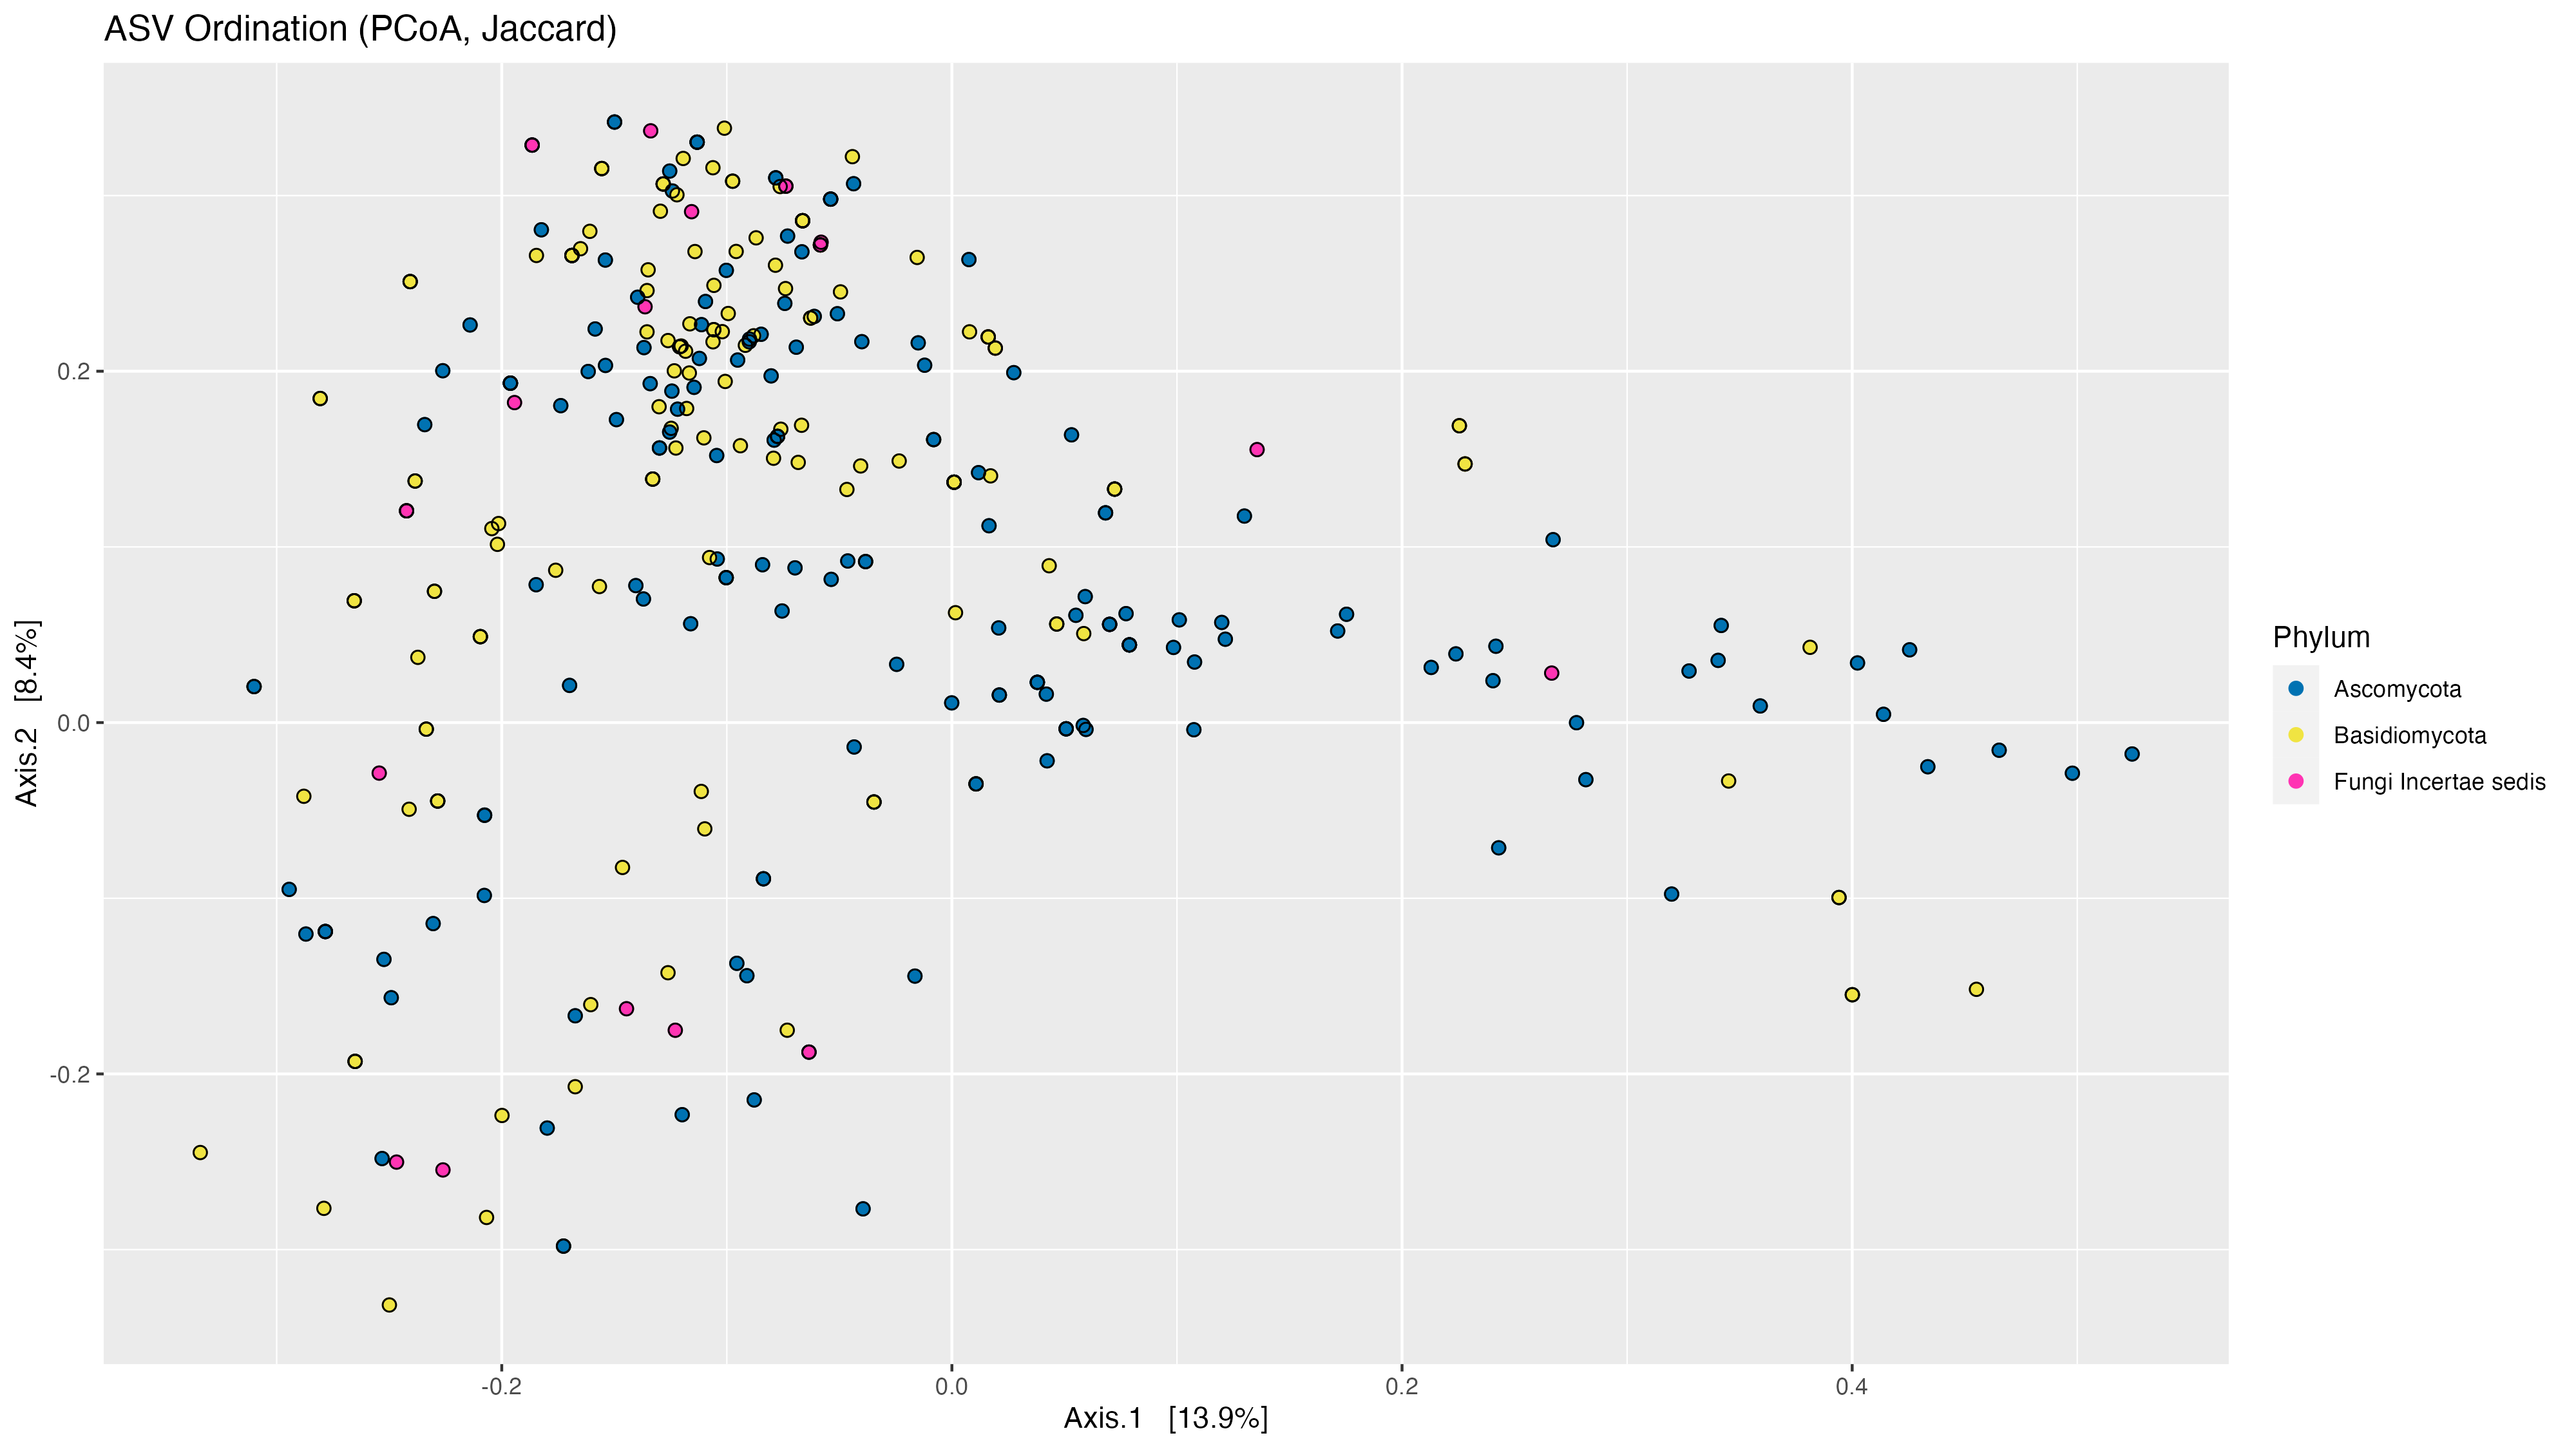 ASV Ordination (PCoA, Jaccard)
0.2
0.0
-0.2
Axis.2 [8.4%]
-0.2
0.0
0.2
0.4
Axis.1 [13.9%]
Phylum
Ascomycota
Basidiomycota
Fungi Incertae sedis